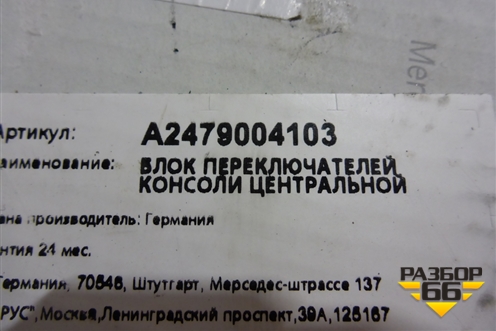 Mer
Артикул: A2479004103
аименование: БЛОК ПЕРЕКЛЮЧАТЕЛЕЙ,
КОНСОЛИ ЦЕНТРАЛЬНОЙ
ана производитель: Германия
нтия 24 мес.
Германия, 70546, Штутгарт, Мерседес-штрассе 137
РУС", Москва, Ленинградский проспект, 39А, 125167
РАЗБОР
66